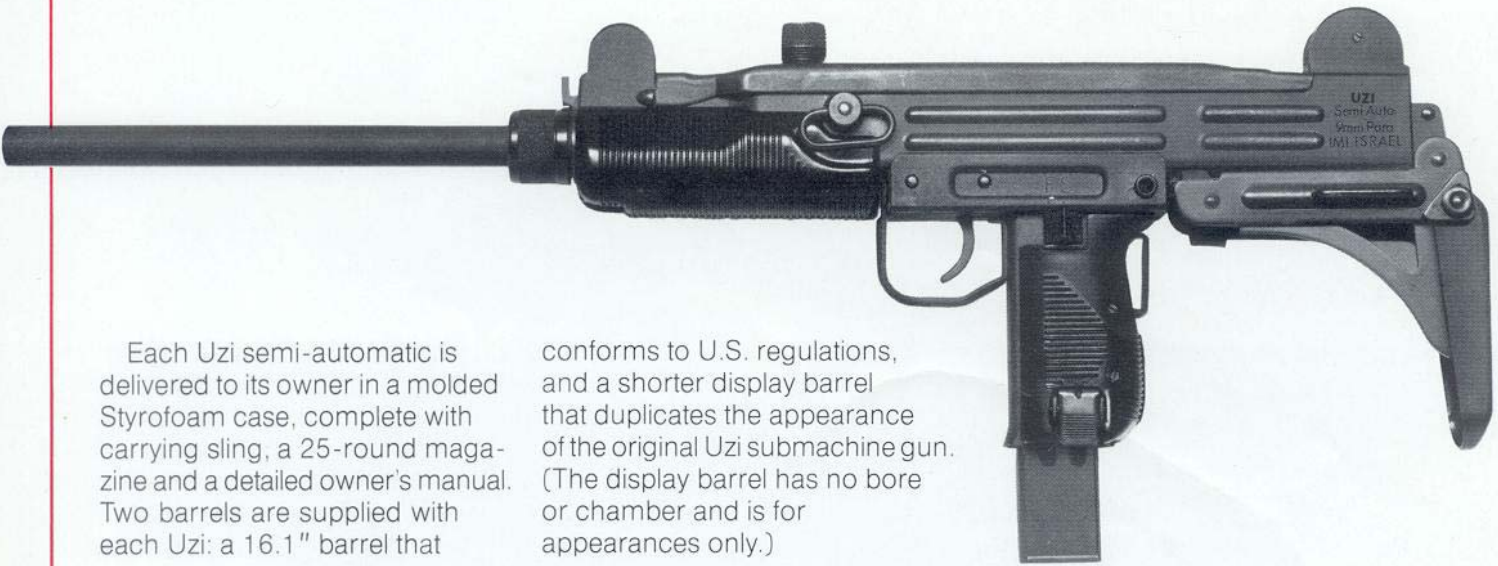 UZI
Semi-Auto
9mm Para
IMI ISRAEL
F S
Each Uzi semi-automatic is
delivered to its owner in a molded
Styrofoam case, complete with
carrying sling, a 25-round maga-
zine and a detailed owner's manual.
Two barrels are supplied with
each Uzi: a 16.1" barrel that
conforms to U.S. regulations,
and a shorter display barrel
that duplicates the appearance
of the original Uzi submachine gun.
(The display barrel has no bore
or chamber and is for
appearances only.)